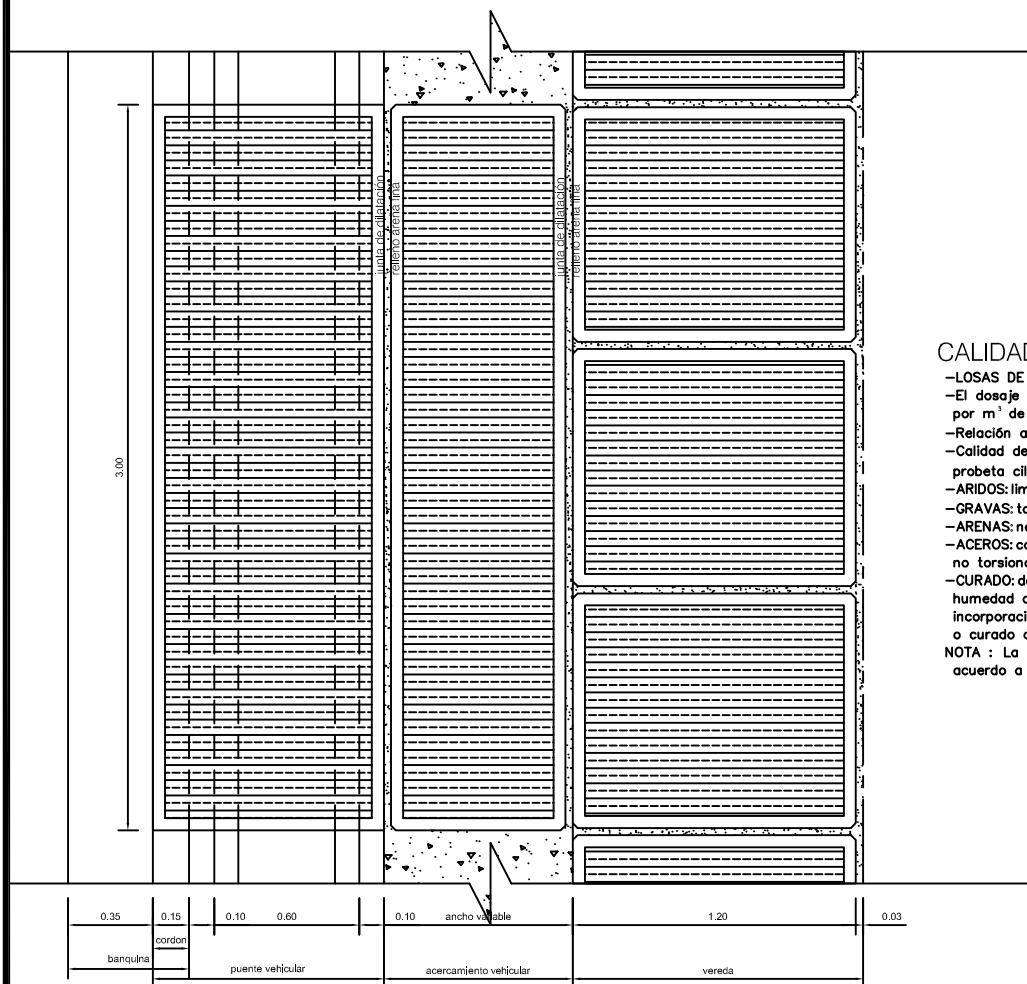 3.00
junta de dilatación
relleno arena fina
junta de dilatación
relleno arena fina
CALIDAD
-LOSAS DE
-El dosaje
por m³ de
-Relación a
-Calidad de
probeta cil
-ARIDOS: lim
-GRAVAS: ta
-ARENAS: na
-ACEROS: co
no torsiona
-CURADO: de
humedad a
incorporaci
o curado a
NOTA : La
acuerdo a
0.35 0.15 0.10 0.60 0.10 ancho variable 1.20 0.03
cordon
banquina
puente vehicular acercamiento vehicular vereda